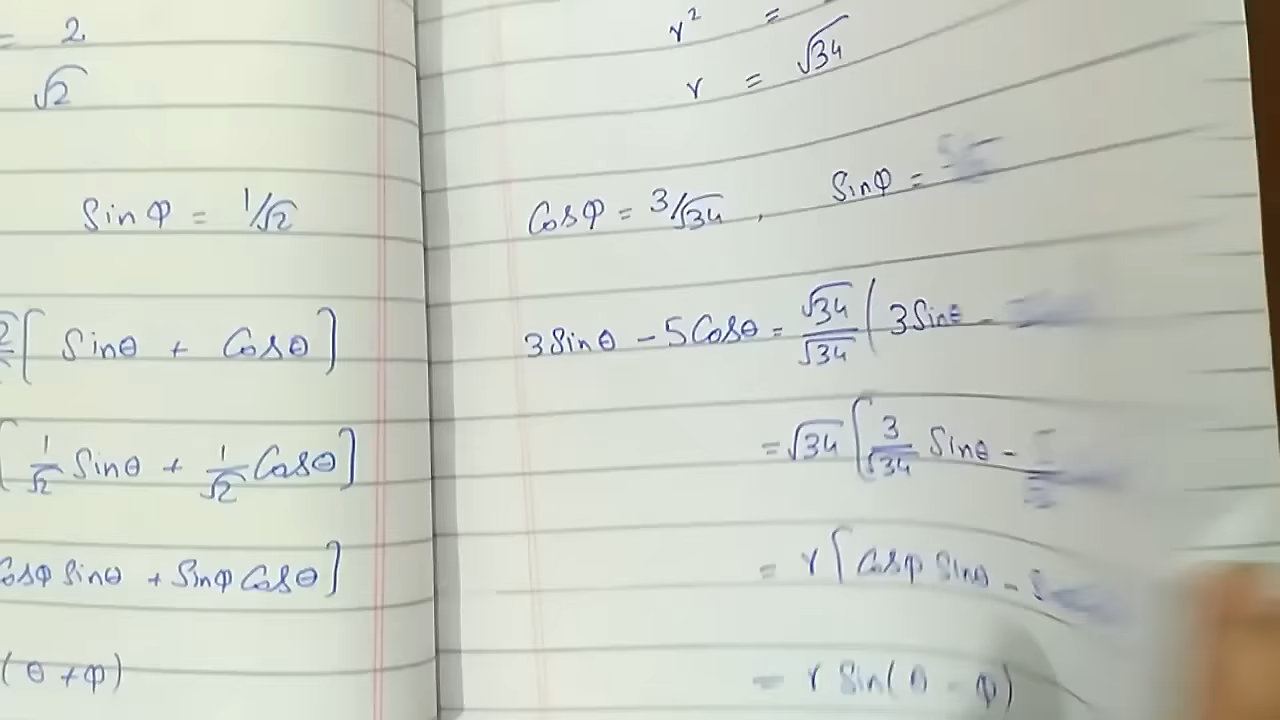 = 2
√2
Sin φ = 1/√2
[ Sinθ + Cosθ ]
[ 1/√2 Sinθ + 1/√2 Cosθ ]
Cosφ Sinθ + Sinφ Cosθ ]
(θ + φ)
r² =
r = √34
Cosφ = 3/√34 , Sinφ =
3Sinθ - 5Cosθ = √34/√34 ( 3Sinθ -
= √34 [ 3/√34 Sinθ -
= r [ Cosφ Sinθ -
= r Sin( θ - φ )